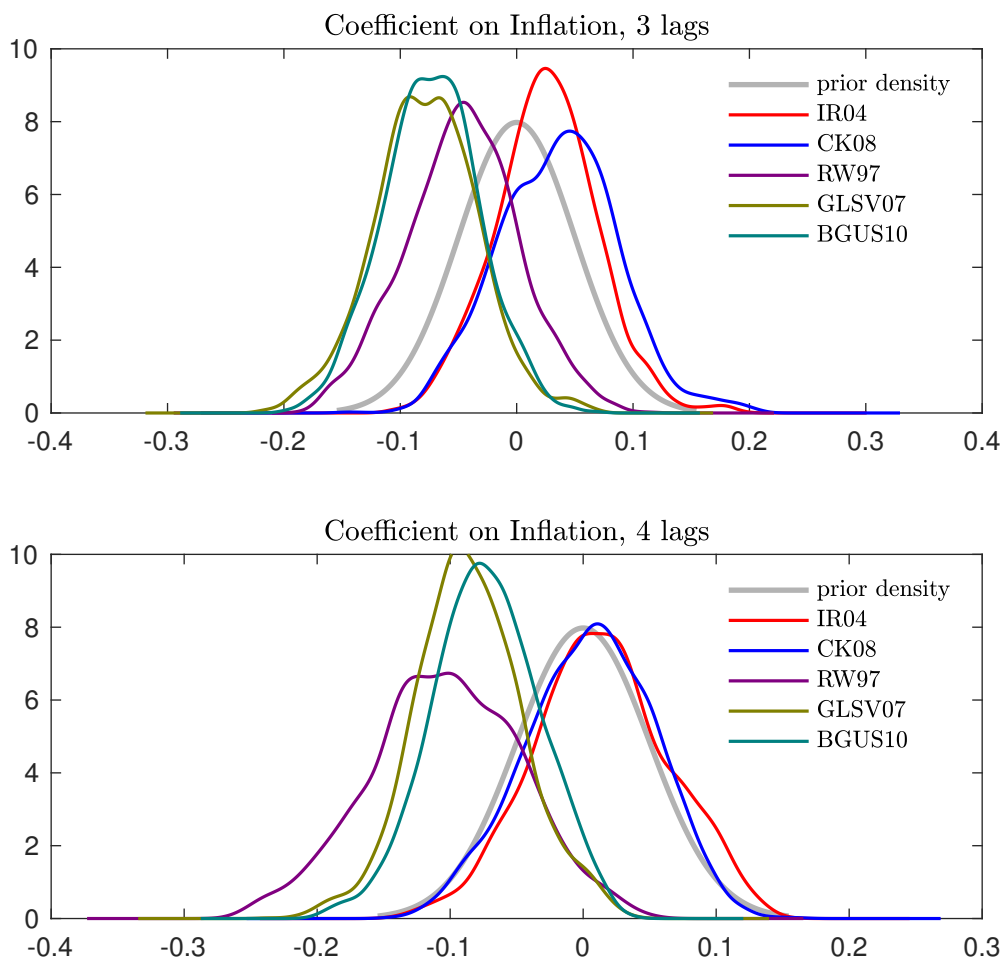 Coefficient on Inflation, 3 lags
10
8
6
4
2
0
-0.4 -0.3 -0.2 -0.1 0 0.1 0.2 0.3 0.4
prior density
IR04
CK08
RW97
GLSV07
BGUS10
Coefficient on Inflation, 4 lags
10
8
6
4
2
0
-0.4 -0.3 -0.2 -0.1 0 0.1 0.2 0.3
prior density
IR04
CK08
RW97
GLSV07
BGUS10